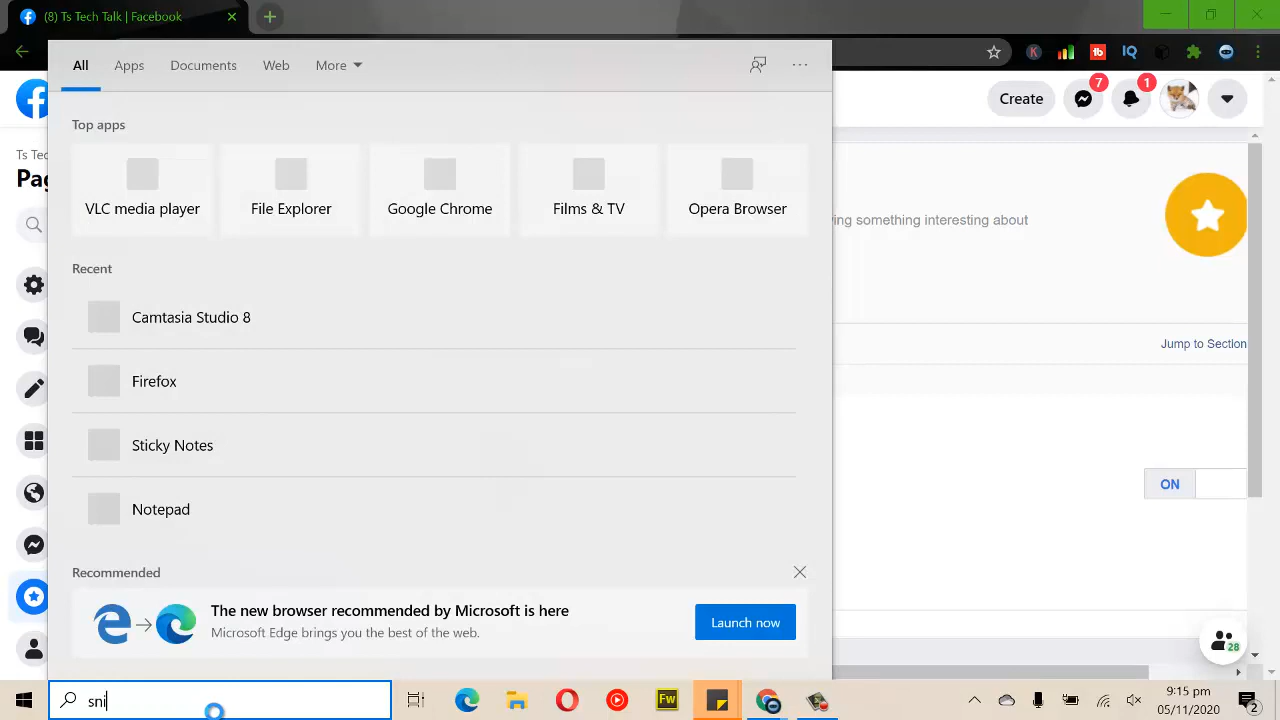 (8) Ts Tech Talk | Facebook
All Apps Documents Web More
Create
7
1
Ts Tec
Pag
Top apps
VLC media player File Explorer Google Chrome Films & TV Opera Browser
ing something interesting about
Recent
Camtasia Studio 8
Jump to Section
Firefox
Sticky Notes
ON
Notepad
Recommended
The new browser recommended by Microsoft is here
Microsoft Edge brings you the best of the web.
Launch now
28
sni
Fw
9:15 pm
05/11/2020
2